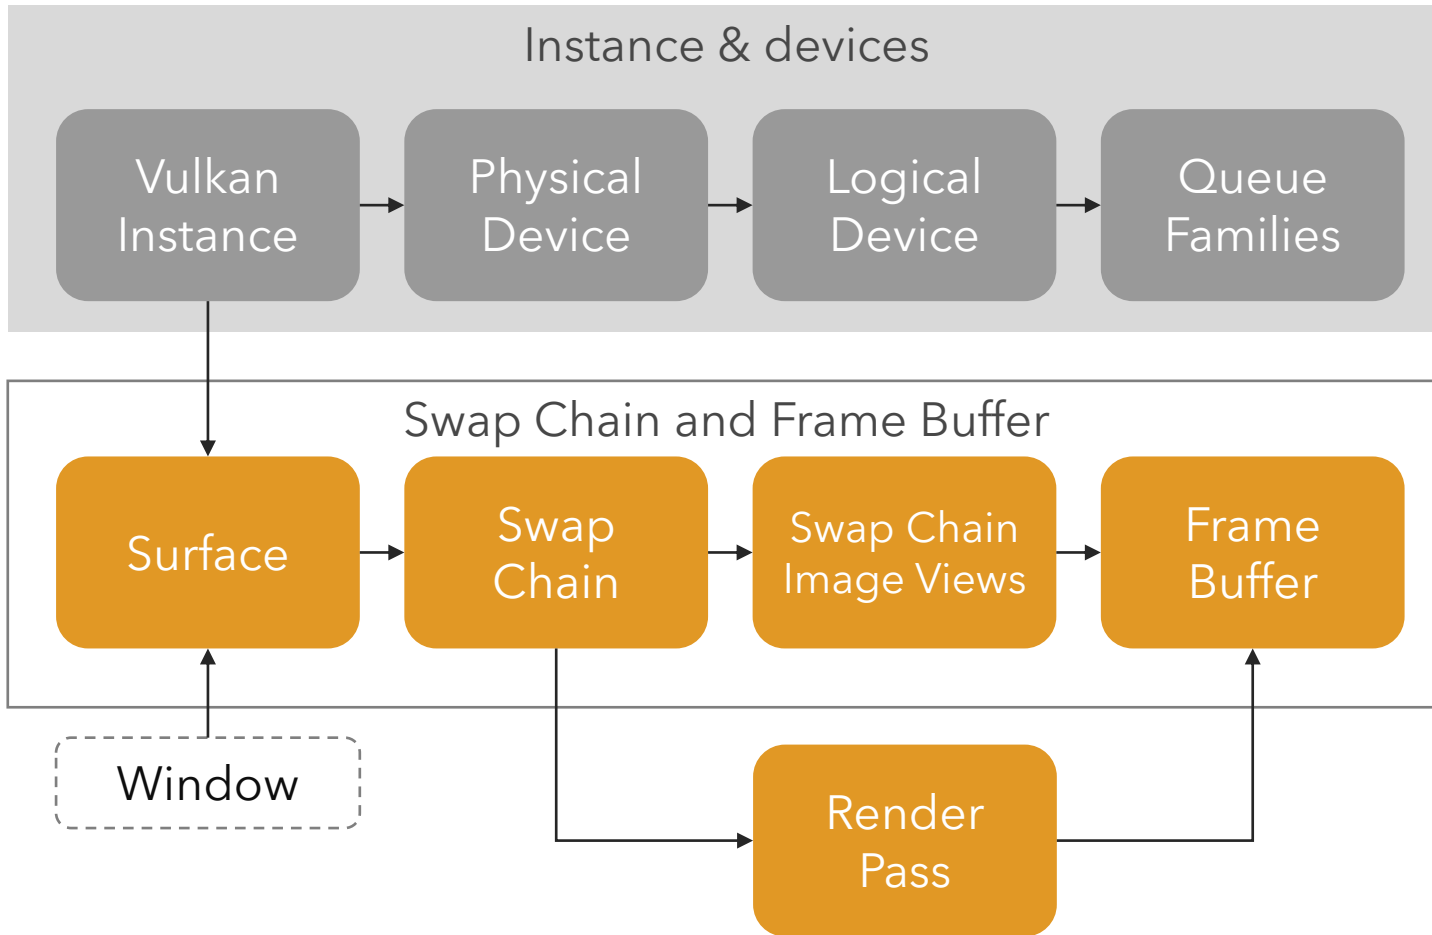 Instance & devices
Vulkan
Instance
Physical
Device
Logical
Device
Queue
Families
Swap Chain and Frame Buffer
Surface
Swap
Chain
Swap Chain
Image Views
Frame
Buffer
Window
Render
Pass